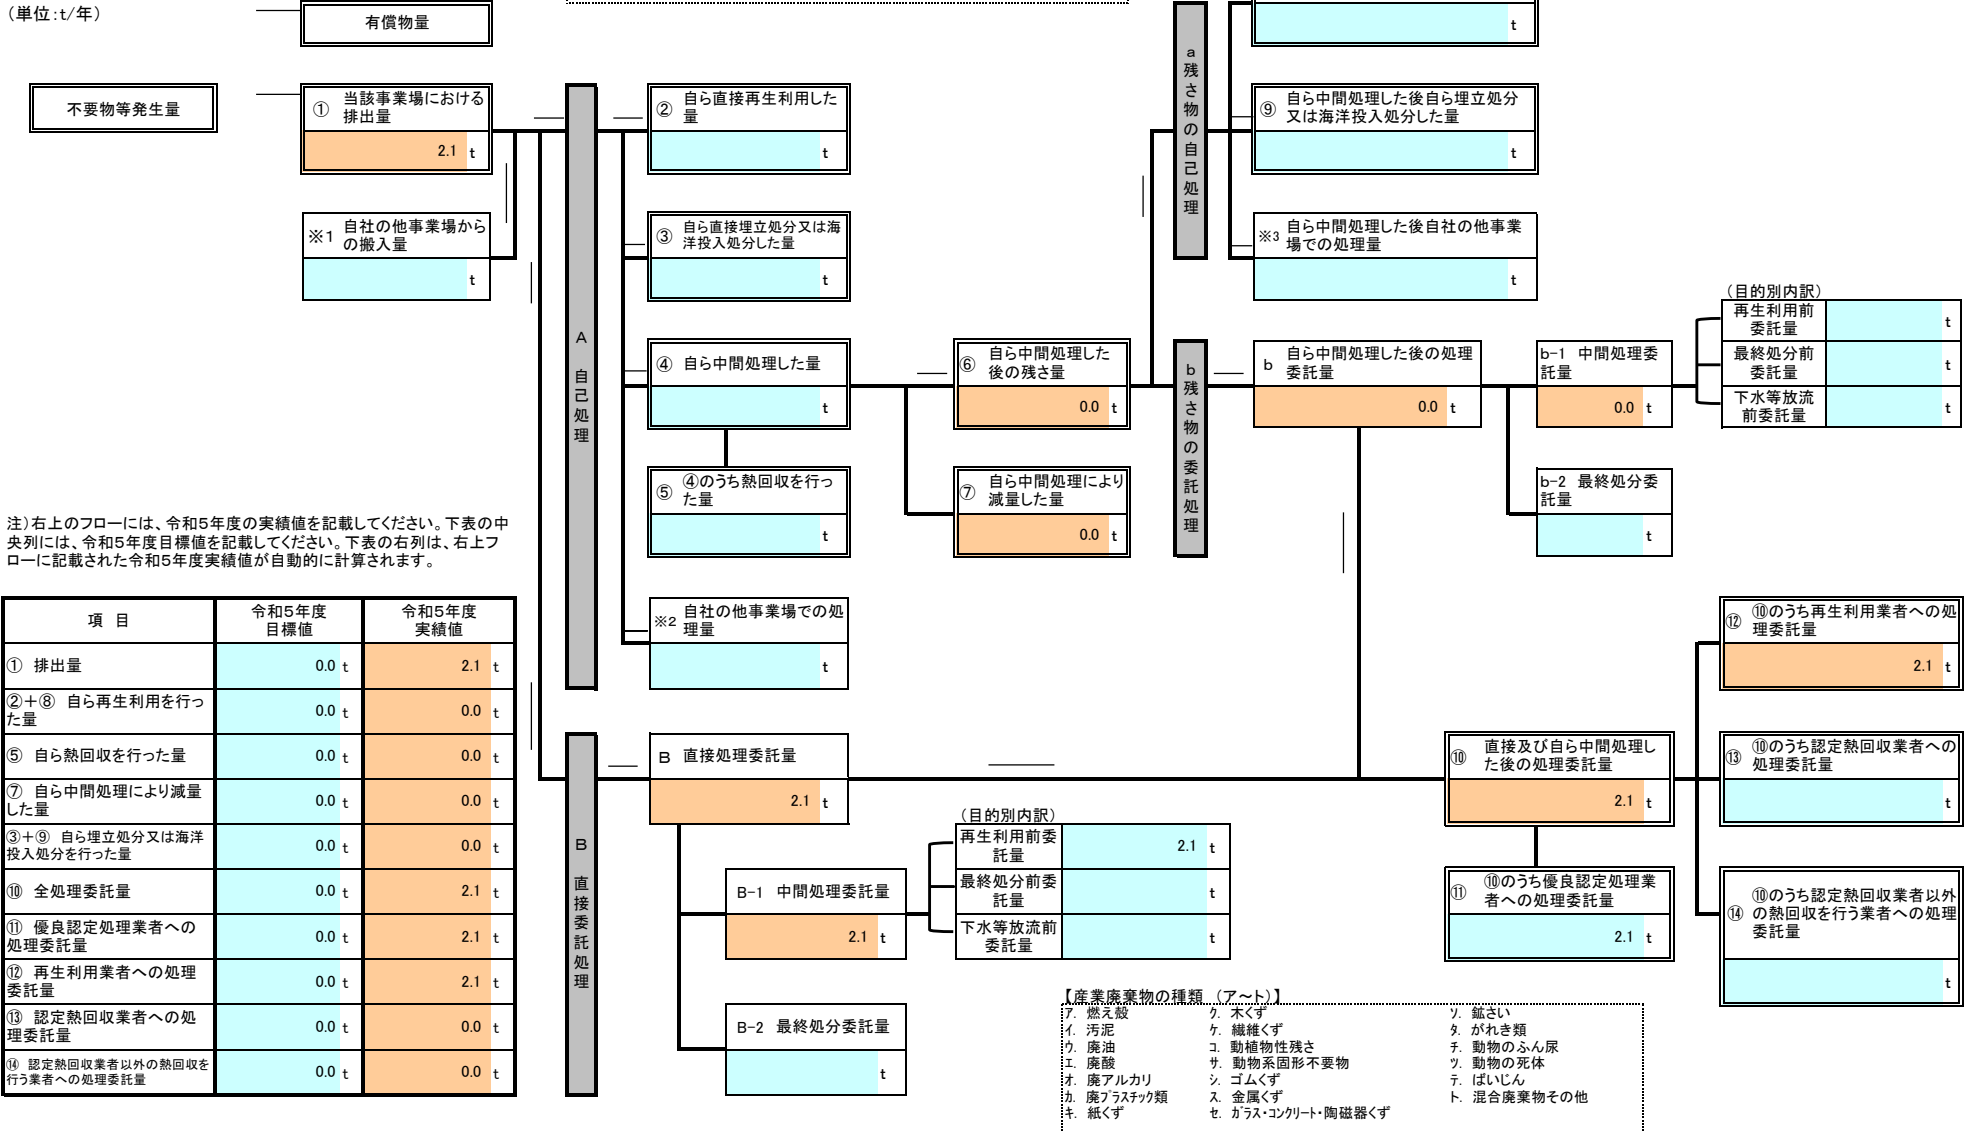 （単位：t/年）
有償物量
t
不要物等発生量
① 当該事業場における
排出量
2.1 t
② 自ら直接再生利用した
量
t
a
残
さ
物
の
自
己
処
理
⑨ 自ら中間処理した後自ら埋立処分
又は海洋投入処分した量
t
※1 自社の他事業場から
の搬入量
t
③ 自ら直接埋立処分又は海
洋投入処分した量
t
※3 自ら中間処理した後自社の他事業
場での処理量
t
A
自
己
処
理
④ 自ら中間処理した量
t
⑥ 自ら中間処理した
後の残さ量
0.0 t
b
残
さ
物
の
委
託
処
理
b 自ら中間処理した後の処理
委託量
0.0 t
b-1 中間処理委
託量
0.0 t
（目的別内訳）
再生利用前
委託量
t
最終処分前
委託量
t
下水等放流
前委託量
t
⑤ ④のうち熱回収を行っ
た量
t
⑦ 自ら中間処理により
減量した量
0.0 t
b-2 最終処分委
託量
t
注）右上のフローには、令和５年度の実績値を記載してください。下表の中
央列には、令和５年度目標値を記載してください。下表の右列は、右上フ
ローに記載された令和５年度実績値が自動的に計算されます。
※2 自社の他事業場での処
理量
t
項 目 令和５年度
目標値 令和５年度
実績値
① 排出量 0.0 t 2.1 t
②＋⑧ 自ら再生利用を行っ
た量 0.0 t 0.0 t
⑤ 自ら熱回収を行った量 0.0 t 0.0 t
⑦ 自ら中間処理により減量
した量 0.0 t 0.0 t
③＋⑨ 自ら埋立処分又は海洋
投入処分を行った量 0.0 t 0.0 t
⑩ 全処理委託量 0.0 t 2.1 t
⑪ 優良認定処理業者への
処理委託量 0.0 t 2.1 t
⑫ 再生利用業者への処理
委託量 0.0 t 2.1 t
⑬ 認定熱回収業者への処
理委託量 0.0 t 0.0 t
⑭ 認定熱回収業者以外の熱回収を
行う業者への処理委託量 0.0 t 0.0 t
B
直
接
委
託
処
理
B 直接処理委託量
2.1 t
（目的別内訳）
再生利用前委
託量
2.1 t
最終処分前委
託量
t
下水等放流前
委託量
t
B-1 中間処理委託量
2.1 t
B-2 最終処分委託量
t
⑩ 直接及び自ら中間処理し
た後の処理委託量
2.1 t
⑪ ⑩のうち優良認定処理業
者への処理委託量
2.1 t
⑫ ⑩のうち再生利用業者への処
理委託量
2.1 t
⑬ ⑩のうち認定熱回収業者への
処理委託量
t
⑭ ⑩のうち認定熱回収業者以外
の熱回収を行う業者への処理
委託量
t
【産業廃棄物の種類 （ア～ト）】
ア. 燃え殻 ク. 木くず ソ. 鉱さい
イ. 汚泥 ケ. 繊維くず タ. がれき類
ウ. 廃油 コ. 動植物性残さ チ. 動物のふん尿
エ. 廃酸 サ. 動物系固形不要物 ツ. 動物の死体
オ. 廃アルカリ シ. ゴムくず テ. ばいじん
カ. 廃プラスチック類 ス. 金属くず ト. 混合廃棄物その他
キ. 紙くず セ. ガラス・コンクリート・陶磁器くず